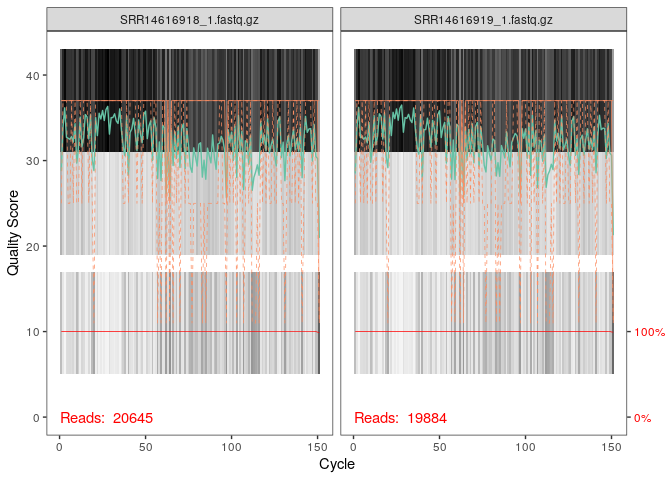 SRR14616918_1.fastq.gz
SRR14616919_1.fastq.gz
Quality Score
40
30
20
10
0
Reads: 20645
Reads: 19884
100%
0%
0 50 100 150
0 50 100 150
Cycle